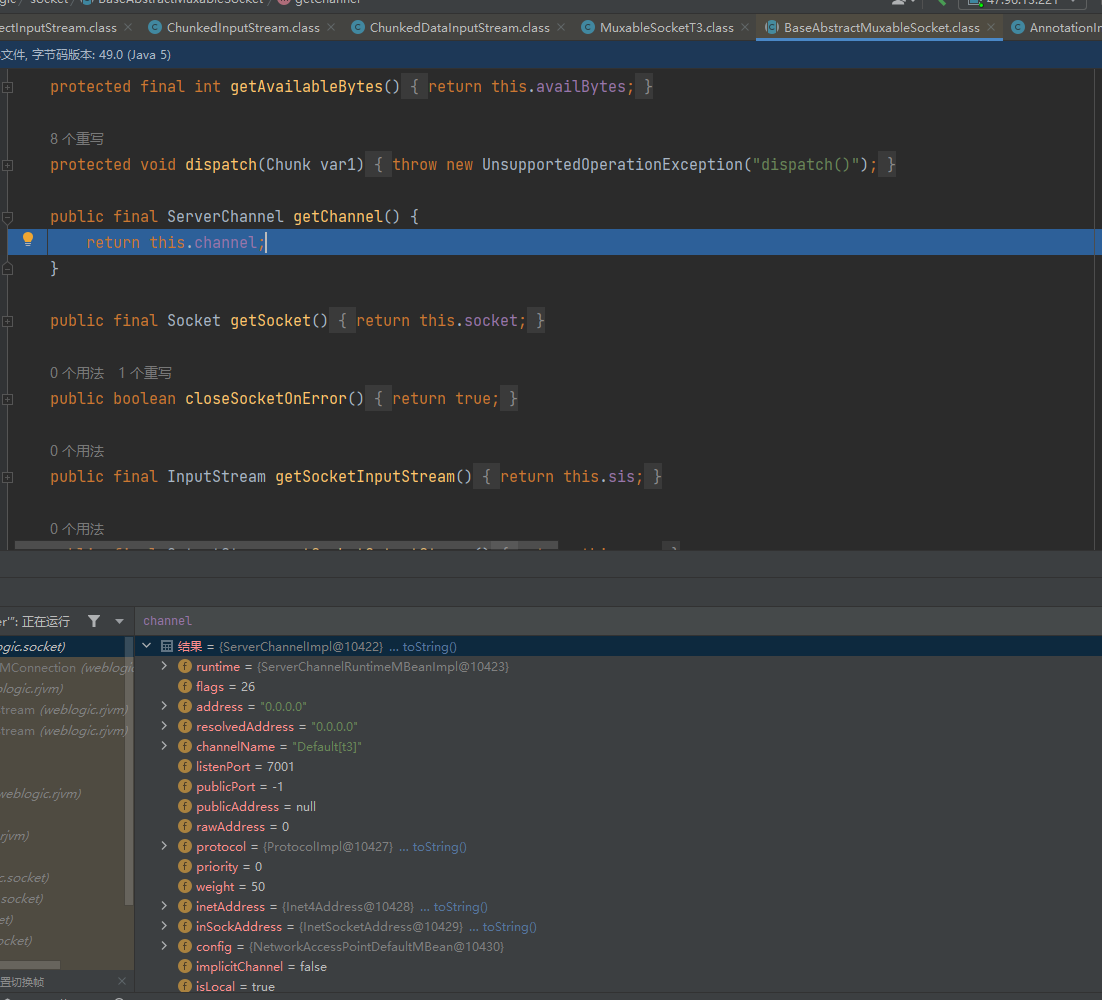 BaseAbstractMuxableSocket getChannel
ectInputStream.class ChunkedInputStream.class ChunkedDataInputStream.class MuxableSocketT3.class BaseAbstractMuxableSocket.class AnnotationIn
文件, 字节码版本: 49.0 (Java 5)
protected final int getAvailableBytes() { return this.availBytes; }
8 个重写
protected void dispatch(Chunk var1) { throw new UnsupportedOperationException("dispatch()"); }
public final ServerChannel getChannel() {
return this.channel;
}
public final Socket getSocket() { return this.socket; }
0 个用法 1 个重写
public boolean closeSocketOnError() { return true; }
0 个用法
public final InputStream getSocketInputStream() { return this.sis; }
0 个用法
er'": 正在运行
channel
ogic.socket)
结果 = {ServerChannelImpl@10422} ... toString()
MConnection (weblogic
runtime = {ServerChannelRuntimeMBeanImpl@10423}
blogic.rjvm)
flags = 26
tream (weblogic.rjvm)
address = "0.0.0.0"
tream (weblogic.rjvm)
resolvedAddress = "0.0.0.0"
channelName = "Default[t3]"
listenPort = 7001
weblogic.rjvm)
publicPort = -1
publicAddress = null
rjvm)
rawAddress = 0
protocol = {ProtocolImpl@10427} ... toString()
c.socket)
priority = 0
.socket)
weight = 50
et)
inetAddress = {Inet4Address@10428} ... toString()
ocket)
inSockAddress = {InetSocketAddress@10429} ... toString()
config = {NetworkAccessPointDefaultMBean@10430}
implicitChannel = false
置切换帧
isLocal = true